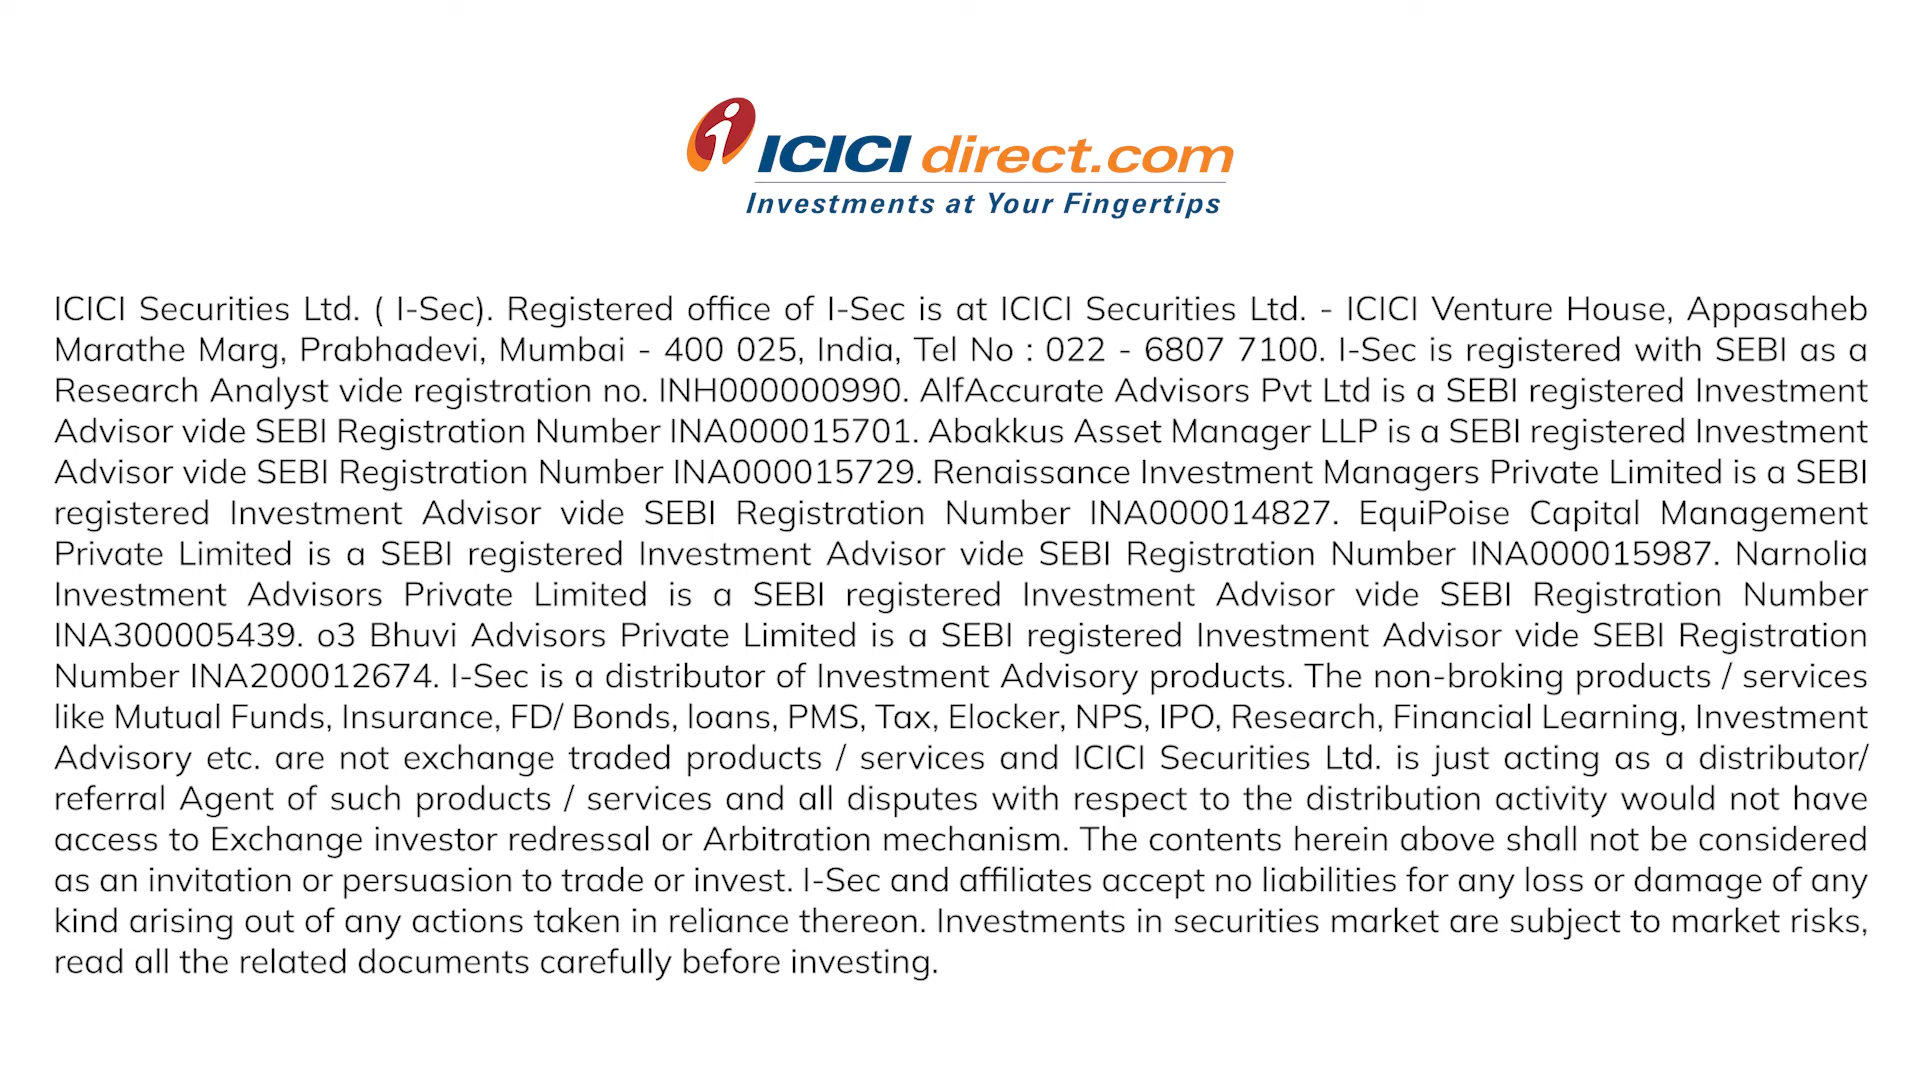 ICICI direct.com
Investments at Your Fingertips
ICICI Securities Ltd. ( I-Sec). Registered office of I-Sec is at ICICI Securities Ltd. - ICICI Venture House, Appasaheb
Marathe Marg, Prabhadevi, Mumbai - 400 025, India, Tel No : 022 - 6807 7100. I-Sec is registered with SEBI as a
Research Analyst vide registration no. INH000000990. AlfAccurate Advisors Pvt Ltd is a SEBI registered Investment
Advisor vide SEBI Registration Number INA000015701. Abakkus Asset Manager LLP is a SEBI registered Investment
Advisor vide SEBI Registration Number INA000015729. Renaissance Investment Managers Private Limited is a SEBI
registered Investment Advisor vide SEBI Registration Number INA000014827. EquiPoise Capital Management
Private Limited is a SEBI registered Investment Advisor vide SEBI Registration Number INA000015987. Narnolia
Investment Advisors Private Limited is a SEBI registered Investment Advisor vide SEBI Registration Number
INA300005439. o3 Bhuvi Advisors Private Limited is a SEBI registered Investment Advisor vide SEBI Registration
Number INA200012674. I-Sec is a distributor of Investment Advisory products. The non-broking products / services
like Mutual Funds, Insurance, FD/ Bonds, loans, PMS, Tax, Elocker, NPS, IPO, Research, Financial Learning, Investment
Advisory etc. are not exchange traded products / services and ICICI Securities Ltd. is just acting as a distributor/
referral Agent of such products / services and all disputes with respect to the distribution activity would not have
access to Exchange investor redressal or Arbitration mechanism. The contents herein above shall not be considered
as an invitation or persuasion to trade or invest. I-Sec and affiliates accept no liabilities for any loss or damage of any
kind arising out of any actions taken in reliance thereon. Investments in securities market are subject to market risks,
read all the related documents carefully before investing.